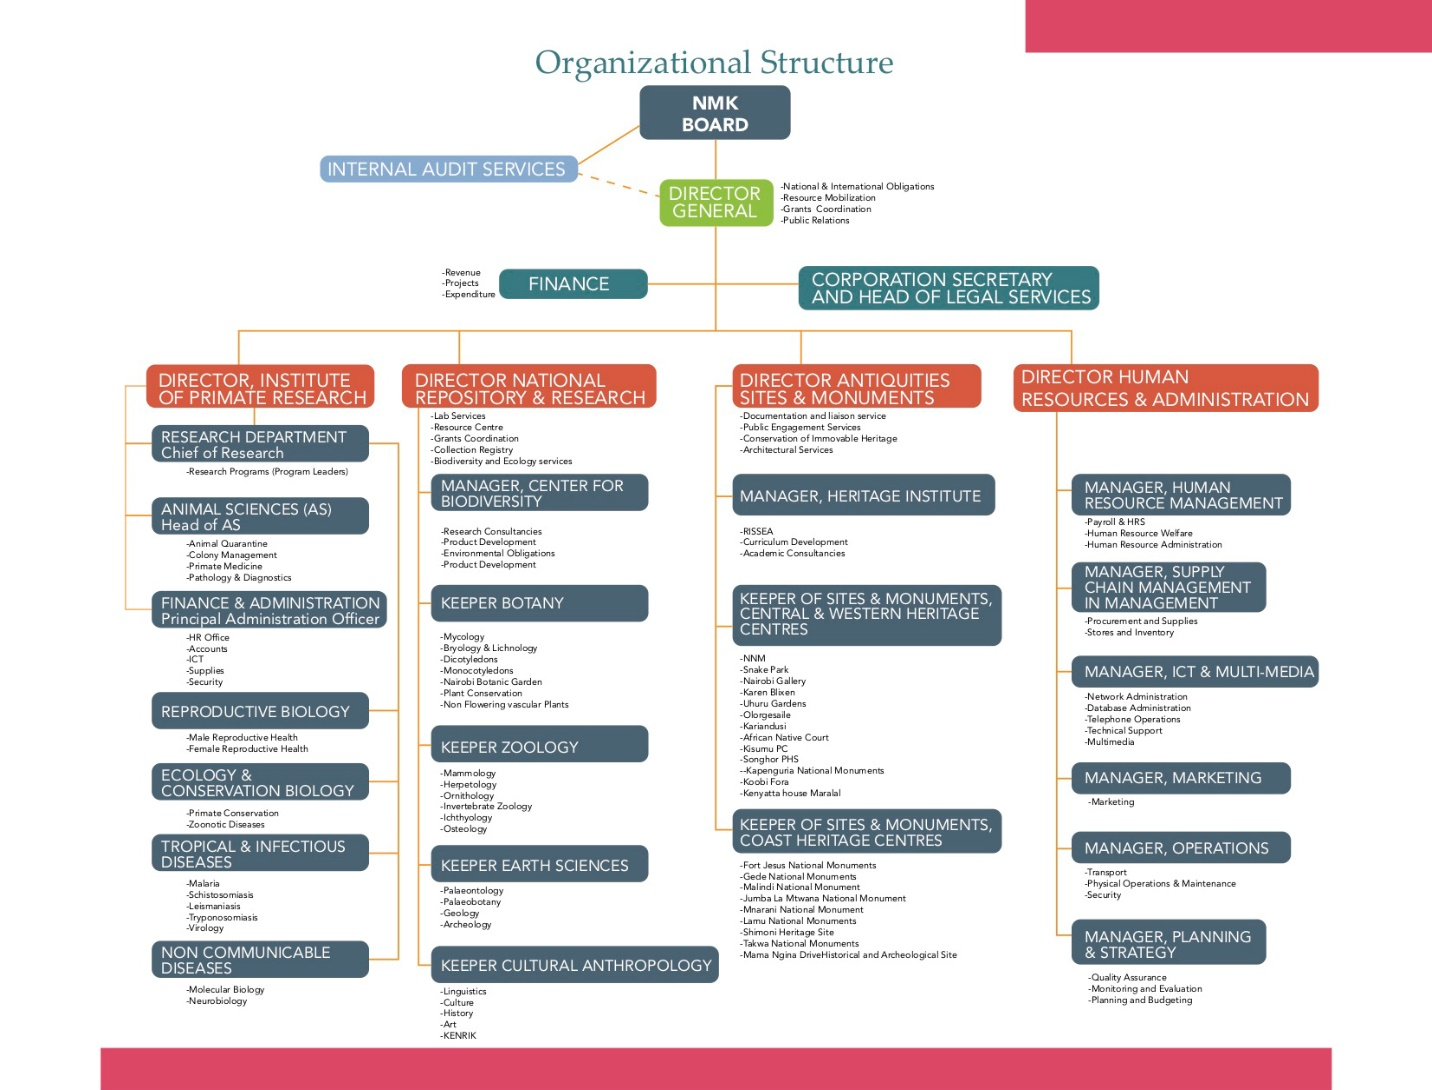 Organizational Structure
NMK
BOARD
INTERNAL AUDIT SERVICES
DIRECTOR
GENERAL
-National & International Obligations
-Resource Mobilization
-Grants Coordination
-Public Relations
-Revenue
-Projects
-Expenditure
FINANCE
CORPORATION SECRETARY
AND HEAD OF LEGAL SERVICES
DIRECTOR, INSTITUTE
OF PRIMATE RESEARCH
RESEARCH DEPARTMENT
Chief of Research
-Research Programs (Program Leaders)
ANIMAL SCIENCES (AS)
Head of AS
-Animal Quarantine
-Colony Management
-Primate Medicine
-Pathology & Diagnostics
FINANCE & ADMINISTRATION
Principal Administration Officer
-HR Office
-Accounts
-ICT
-Supplies
-Security
REPRODUCTIVE BIOLOGY
-Male Reproductive Health
-Female Reproductive Health
ECOLOGY &
CONSERVATION BIOLOGY
-Primate Conservation
-Zoonotic Diseases
TROPICAL & INFECTIOUS
DISEASES
-Malaria
-Schistosomiasis
-Leismaniasis
-Tryponosomiasis
-Virology
NON COMMUNICABLE
DISEASES
-Molecular Biology
-Neurobiology
DIRECTOR NATIONAL
REPOSITORY & RESEARCH
-Lab Services
-Resource Centre
-Grants Coordination
-Collection Registry
-Biodiversity and Ecology services
MANAGER, CENTER FOR
BIODIVERSITY
-Research Consultancies
-Product Development
-Environmental Obligations
-Product Development
KEEPER BOTANY
-Mycology
-Bryology & Lichnology
-Dicotyledons
-Monocotyledons
-Nairobi Botanic Garden
-Plant Conservation
-Non Flowering vascular Plants
KEEPER ZOOLOGY
-Mammology
-Herpetology
-Ornithology
-Invertebrate Zoology
-Ichthyology
-Osteology
KEEPER EARTH SCIENCES
-Palaeontology
-Palaeobotany
-Geology
-Archeology
KEEPER CULTURAL ANTHROPOLOGY
-Linguistics
-Culture
-History
-Art
-KENRIK
DIRECTOR ANTIQUITIES
SITES & MONUMENTS
-Documentation and liaison service
-Public Engagement Services
-Conservation of Immovable Heritage
-Architectural Services
MANAGER, HERITAGE INSTITUTE
-RISSEA
-Curriculum Development
-Academic Consultancies
KEEPER OF SITES & MONUMENTS,
CENTRAL & WESTERN HERITAGE
CENTRES
-NNM
-Snake Park
-Nairobi Gallery
-Karen Blixen
-Uhuru Gardens
-Olorgesaile
-Kariandusi
-African Native Court
-Kisumu PC
-Songhor PHS
--Kapenguria National Monuments
-Koobi Fora
-Kenyatta house Maralal
KEEPER OF SITES & MONUMENTS,
COAST HERITAGE CENTRES
-Fort Jesus National Monuments
-Gede National Monuments
-Malindi National Monument
-Jumba La Mtwana National Monument
-Mnarani National Monument
-Lamu National Monuments
-Shimoni Heritage Site
-Takwa National Monuments
-Mama Ngina DriveHistorical and Archeological Site
DIRECTOR HUMAN
RESOURCES & ADMINISTRATION
MANAGER, HUMAN
RESOURCE MANAGEMENT
-Payroll & HRS
-Human Resource Welfare
-Human Resource Administration
MANAGER, SUPPLY
CHAIN MANAGEMENT
IN MANAGEMENT
-Procurement and Supplies
-Stores and Inventory
MANAGER, ICT & MULTI-MEDIA
-Network Administration
-Database Administration
-Telephone Operations
-Technical Support
-Multimedia
MANAGER, MARKETING
-Marketing
MANAGER, OPERATIONS
-Transport
-Physical Operations & Maintenance
-Security
MANAGER, PLANNING
& STRATEGY
-Quality Assurance
-Monitoring and Evaluation
-Planning and Budgeting